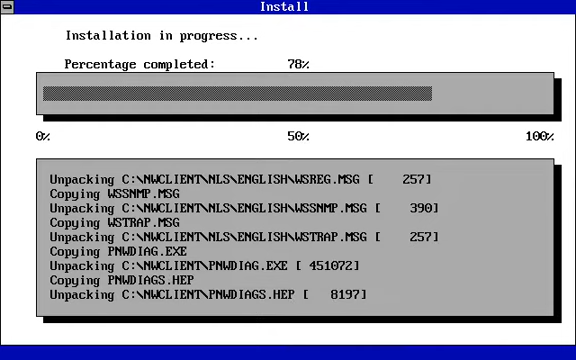 Install
Installation in progress...
Percentage completed: 78%
0% 50% 100%
Unpacking C:\NWCLIENT\NLS\ENGLISH\WSREG.MSG [ 257]
Copying WSSNMP.MSG
Unpacking C:\NWCLIENT\NLS\ENGLISH\WSSNMP.MSG [ 390]
Copying WSTRAP.MSG
Unpacking C:\NWCLIENT\NLS\ENGLISH\WSTRAP.MSG [ 257]
Copying PNWDIAG.EXE
Unpacking C:\NWCLIENT\PNWDIAG.EXE [ 451072]
Copying PNWDIAGS.HEP
Unpacking C:\NWCLIENT\PNWDIAGS.HEP [ 8197]